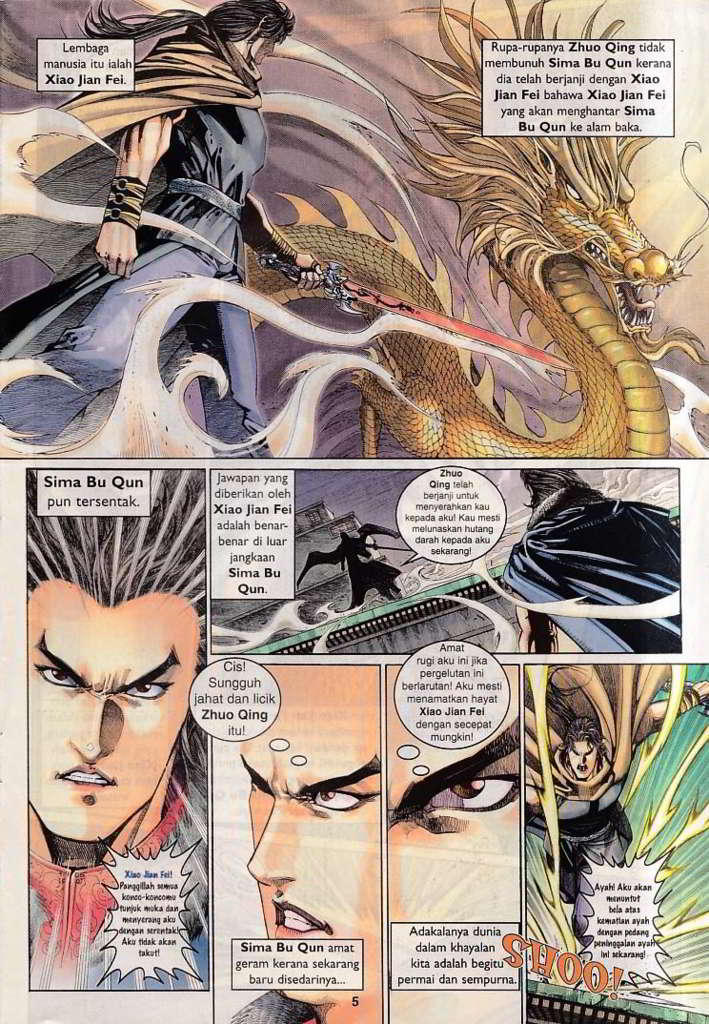 Lembaga
manusia itu ialah
Xiao Jian Fei.
Rupa-rupanya Zhuo Qing tidak
membunuh Sima Bu Qun kerana
dia telah berjanji dengan Xiao
Jian Fei bahawa Xiao Jian Fei
yang akan menghantar Sima
Bu Qun ke alam baka.
Sima Bu Qun
pun tersentak.
Jawapan yang
diberikan oleh
Xiao Jian Fei
adalah benar-
benar di luar
jangkaan
Sima Bu
Qun.
Zhuo
Qing telah
berjanji untuk
menyerahkan kau
kepada aku! Kau mesti
melunaskan hutang
darah kepada aku
sekarang!
Xiao Jian Fei!
Panggillah semua
konco-koncomu
tunjuk muka dan
menyerang aku
dengan serentak!
Aku tidak akan
takut!
Cis!
Sungguh
jahat dan licik
Zhuo Qing
itu!
Sima Bu Qun amat
geram kerana sekarang
baru disedarinya...
Amat
rugi aku ini jika
pergelutan ini
berlarutan! Aku mesti
menamatkan hayat
Xiao Jian Fei
dengan secepat
mungkin!
Adakalanya dunia
dalam khayalan
kita adalah begitu
permai dan sempurna.
Ayah! Aku akan
menuntut
bela atas
kematian ayah
dengan pedang
peninggalan ayah
ini sekarang!
SHOO!
5